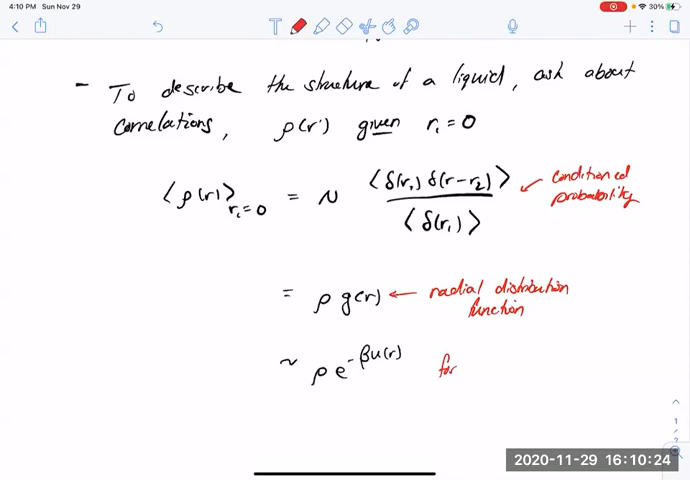 4:10 PM Sun Nov 29
30%
- To describe the structure of a liquid, ask about
correlations, ρ(r) given r₁ = 0
⟨ρ(r)⟩ r₁=0 = N ⟨δ(r₁) δ(r-r₂)⟩ / ⟨δ(r₁)⟩ ← conditional probability
= ρ g(r) ← radial distribution function
~ ρ e^-βu(r) for
1
2020-11-29 16:10:24